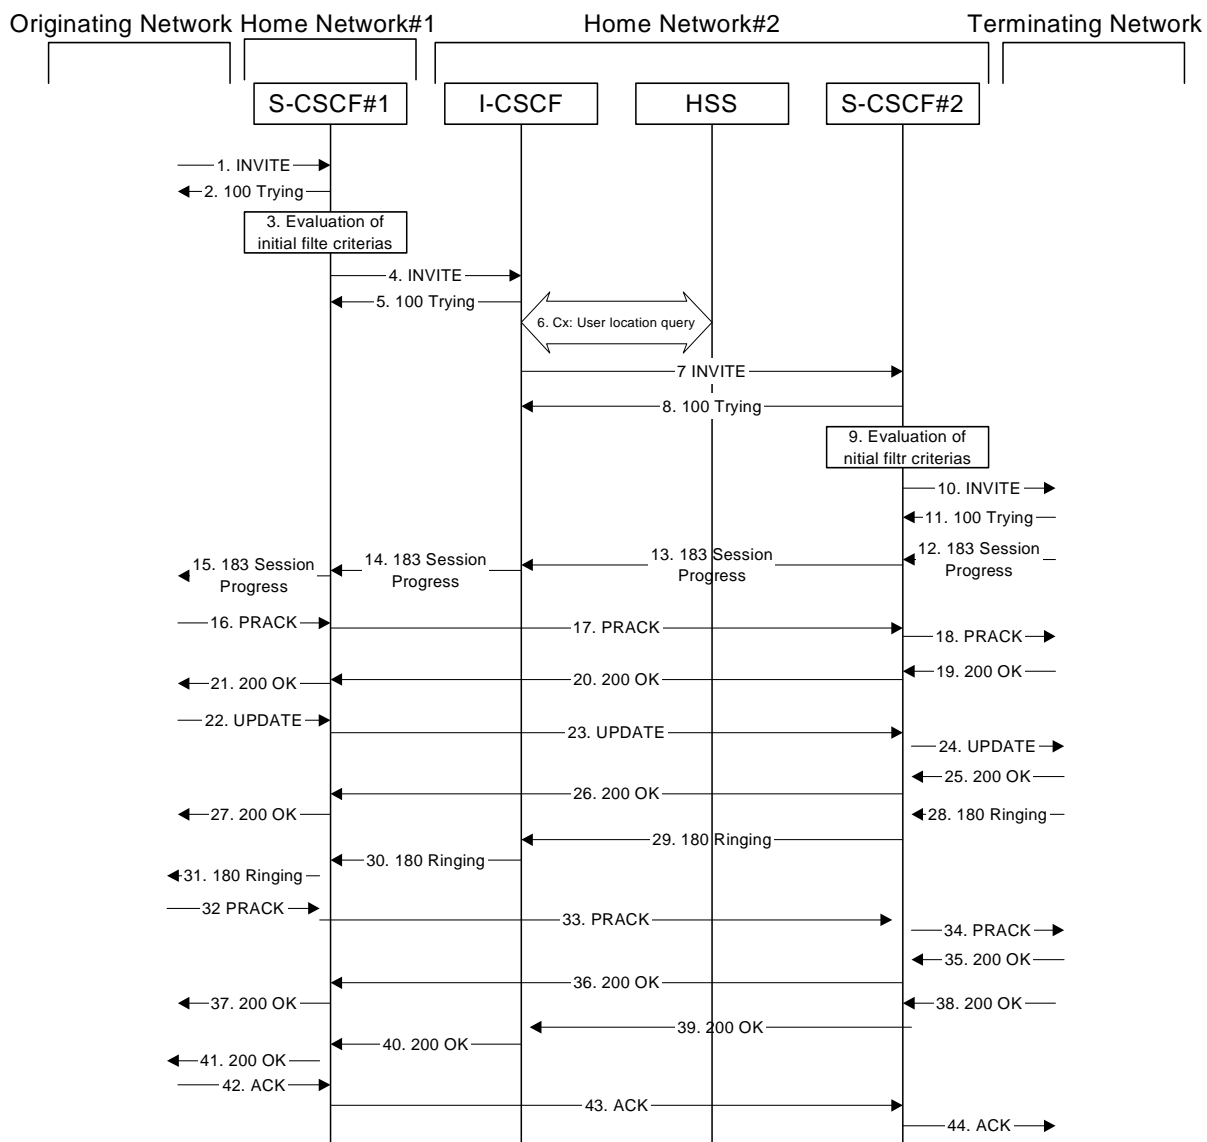 Originating Network Home Network#1 Home Network#2 Terminating Network
S-CSCF#1 I-CSCF HSS S-CSCF#2
1. INVITE
2. 100 Trying
3. Evaluation of
initial filte criterias
4. INVITE
5. 100 Trying
6. Cx: User location query
7 INVITE
8. 100 Trying
9. Evaluation of
nitial filtr criterias
10. INVITE
11. 100 Trying
12. 183 Session
Progress
13. 183 Session
Progress
14. 183 Session
Progress
15. 183 Session
Progress
16. PRACK
17. PRACK
18. PRACK
19. 200 OK
20. 200 OK
21. 200 OK
22. UPDATE
23. UPDATE
24. UPDATE
25. 200 OK
26. 200 OK
27. 200 OK
28. 180 Ringing
29. 180 Ringing
30. 180 Ringing
31. 180 Ringing
32 PRACK
33. PRACK
34. PRACK
35. 200 OK
36. 200 OK
37. 200 OK
38. 200 OK
39. 200 OK
40. 200 OK
41. 200 OK
42. ACK
43. ACK
44. ACK